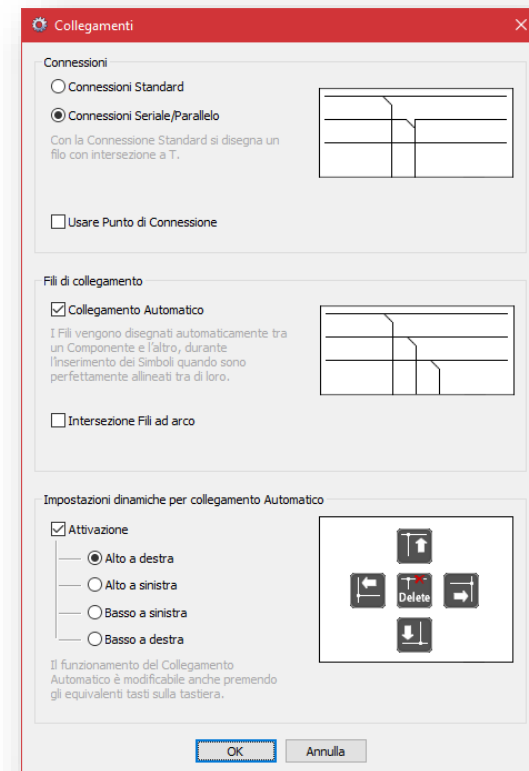 Collegamenti
Connessioni
Connessioni Standard
Connessioni Seriale/Parallelo
Con la Connessione Standard si disegna un
filo con intersezione a T.
Usare Punto di Connessione
Fili di collegamento
Collegamento Automatico
I Fili vengono disegnati automaticamente tra
un Componente e l'altro, durante
l'inserimento dei Simboli quando sono
perfettamente allineati tra di loro.
Intersezione Fili ad arco
Impostazioni dinamiche per collegamento Automatico
Attivazione
Alto a destra
Alto a sinistra
Basso a sinistra
Basso a destra
Delete
Il funzionamento del Collegamento
Automatico è modificabile anche premendo
gli equivalenti tasti sulla tastiera.
OK
Annulla